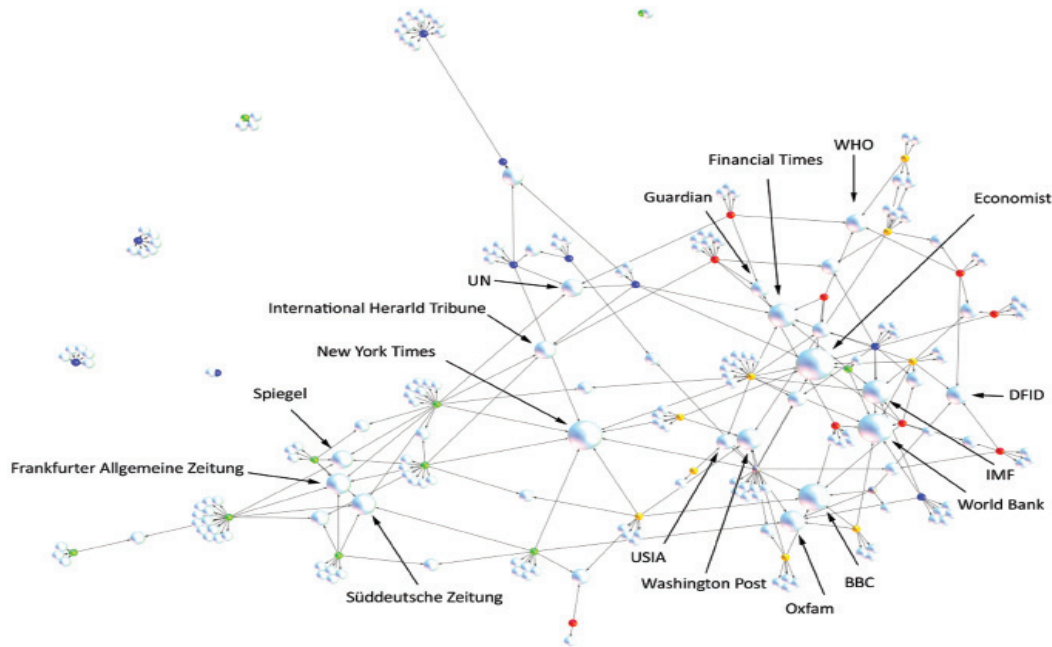 WHO
Financial Times
Guardian
Economist
UN
International Herarld Tribune
New York Times
Spiegel
DFID
Frankfurter Allgemeine Zeitung
IMF
World Bank
USIA
Washington Post
BBC
Süddeutsche Zeitung
Oxfam